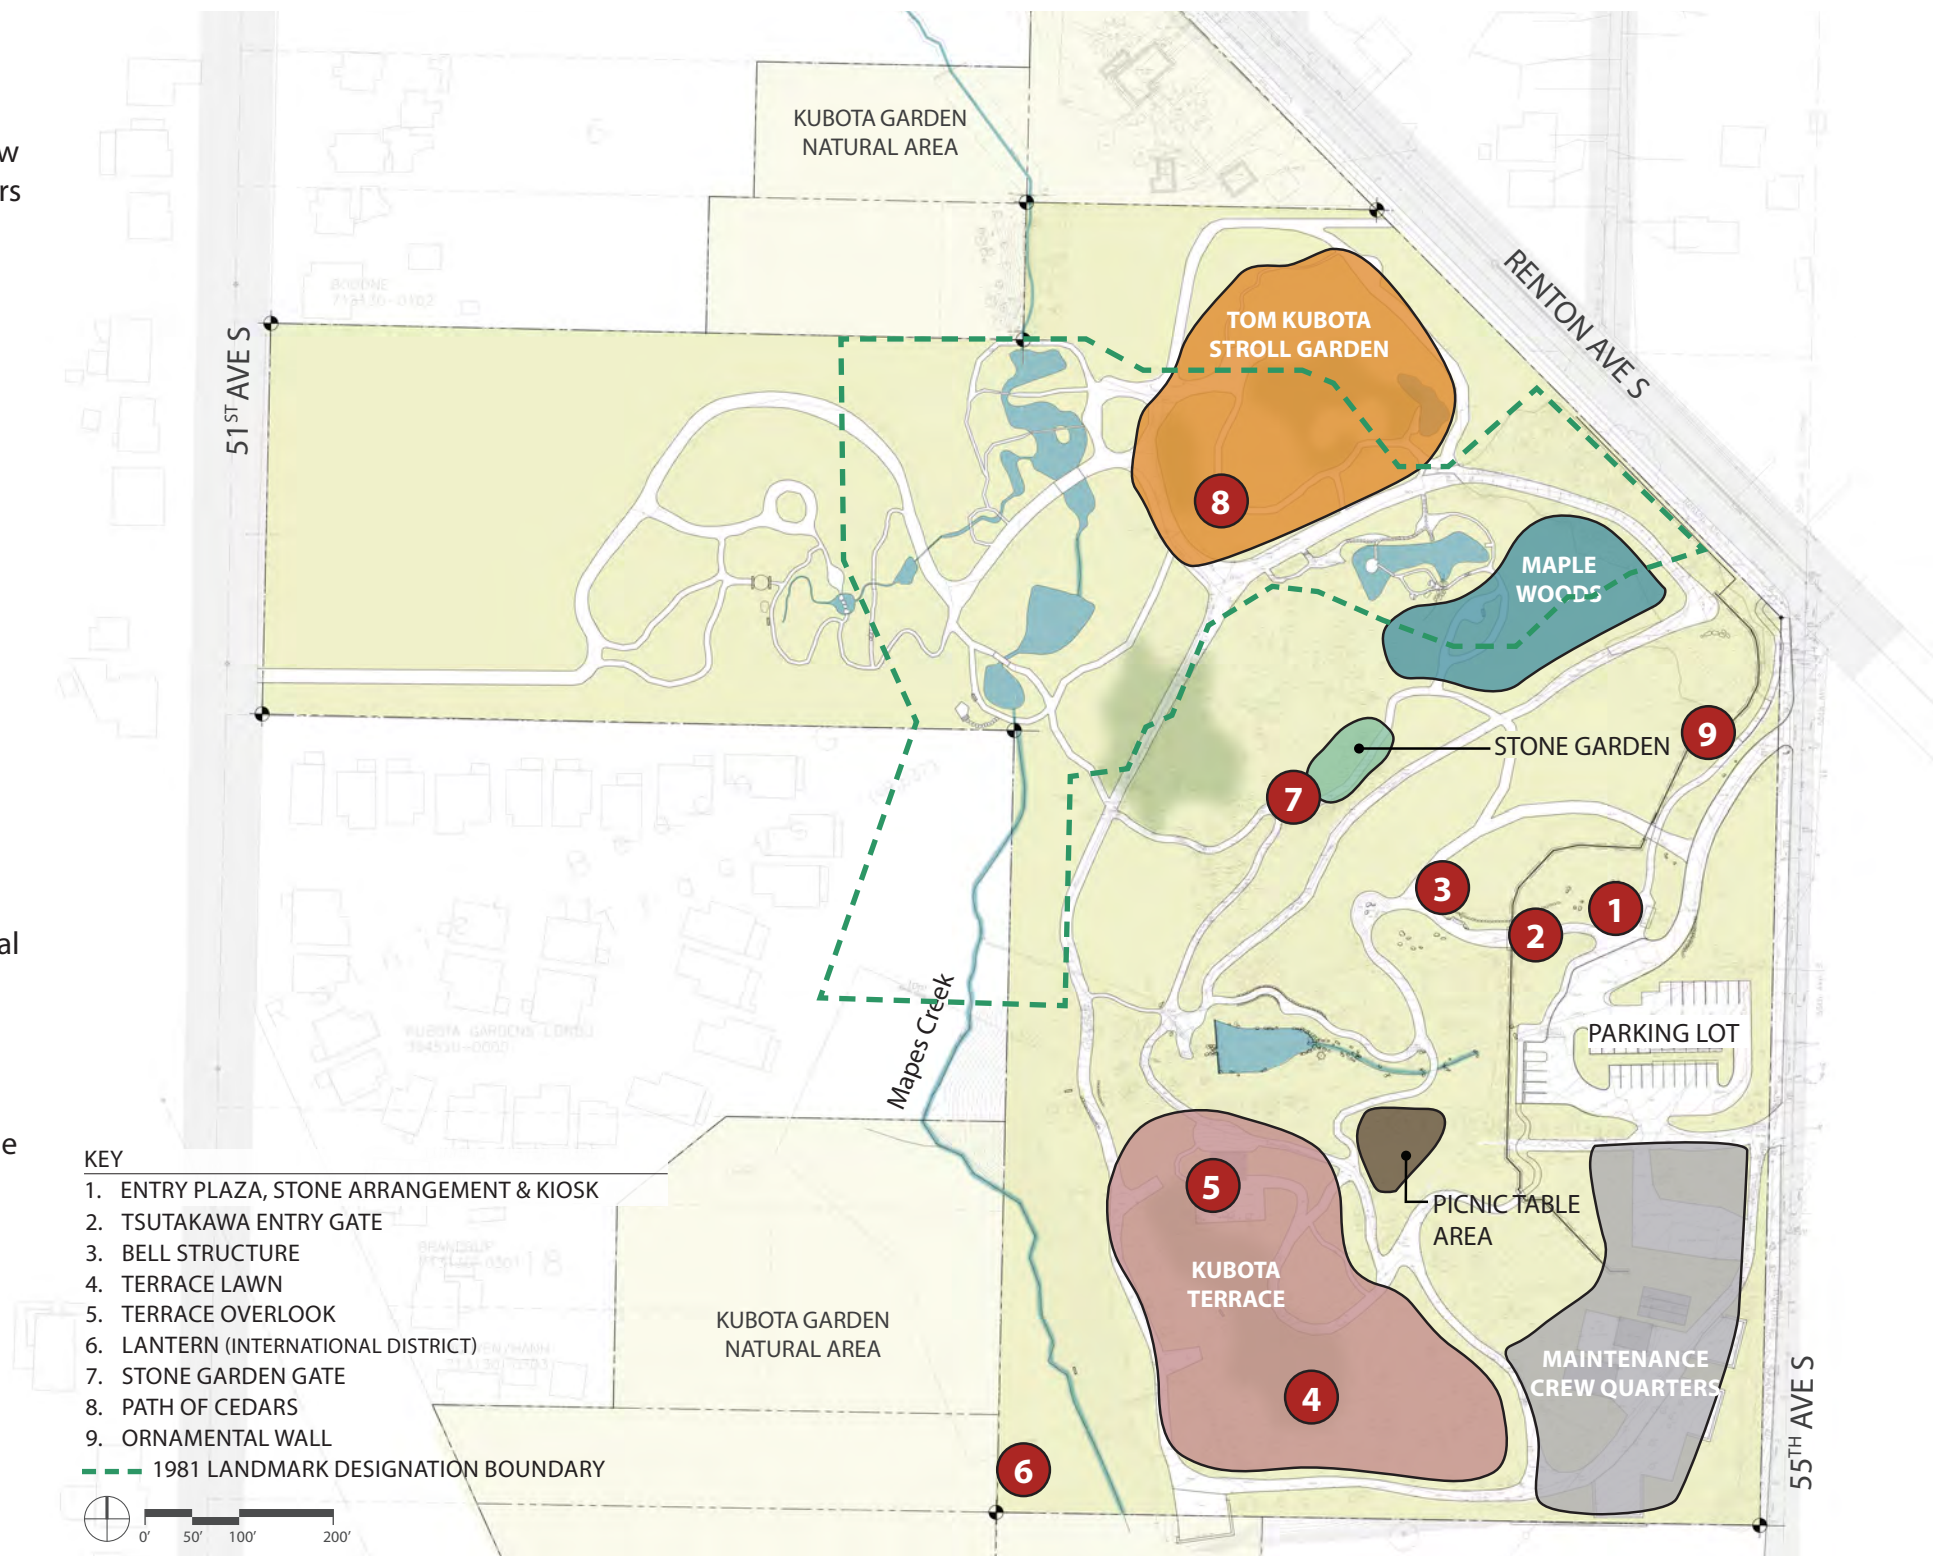 w
rs
al
e
KUBOTA GARDEN
NATURAL AREA
TOM KUBOTA
STROLL GARDEN
RENTON AVE S
51ST AVE S
8
MAPLE
WOODS
STONE GARDEN
9
7
3
1
2
Mapes Creek
PARKING LOT
5
PICNIC TABLE
AREA
KUBOTA
TERRACE
KUBOTA GARDEN
NATURAL AREA
4
MAINTENANCE
CREW QUARTERS
55TH AVE S
6
KEY
1. ENTRY PLAZA, STONE ARRANGEMENT & KIOSK
2. TSUTAKAWA ENTRY GATE
3. BELL STRUCTURE
4. TERRACE LAWN
5. TERRACE OVERLOOK
6. LANTERN (INTERNATIONAL DISTRICT)
7. STONE GARDEN GATE
8. PATH OF CEDARS
9. ORNAMENTAL WALL
1981 LANDMARK DESIGNATION BOUNDARY
0' 50' 100' 200'